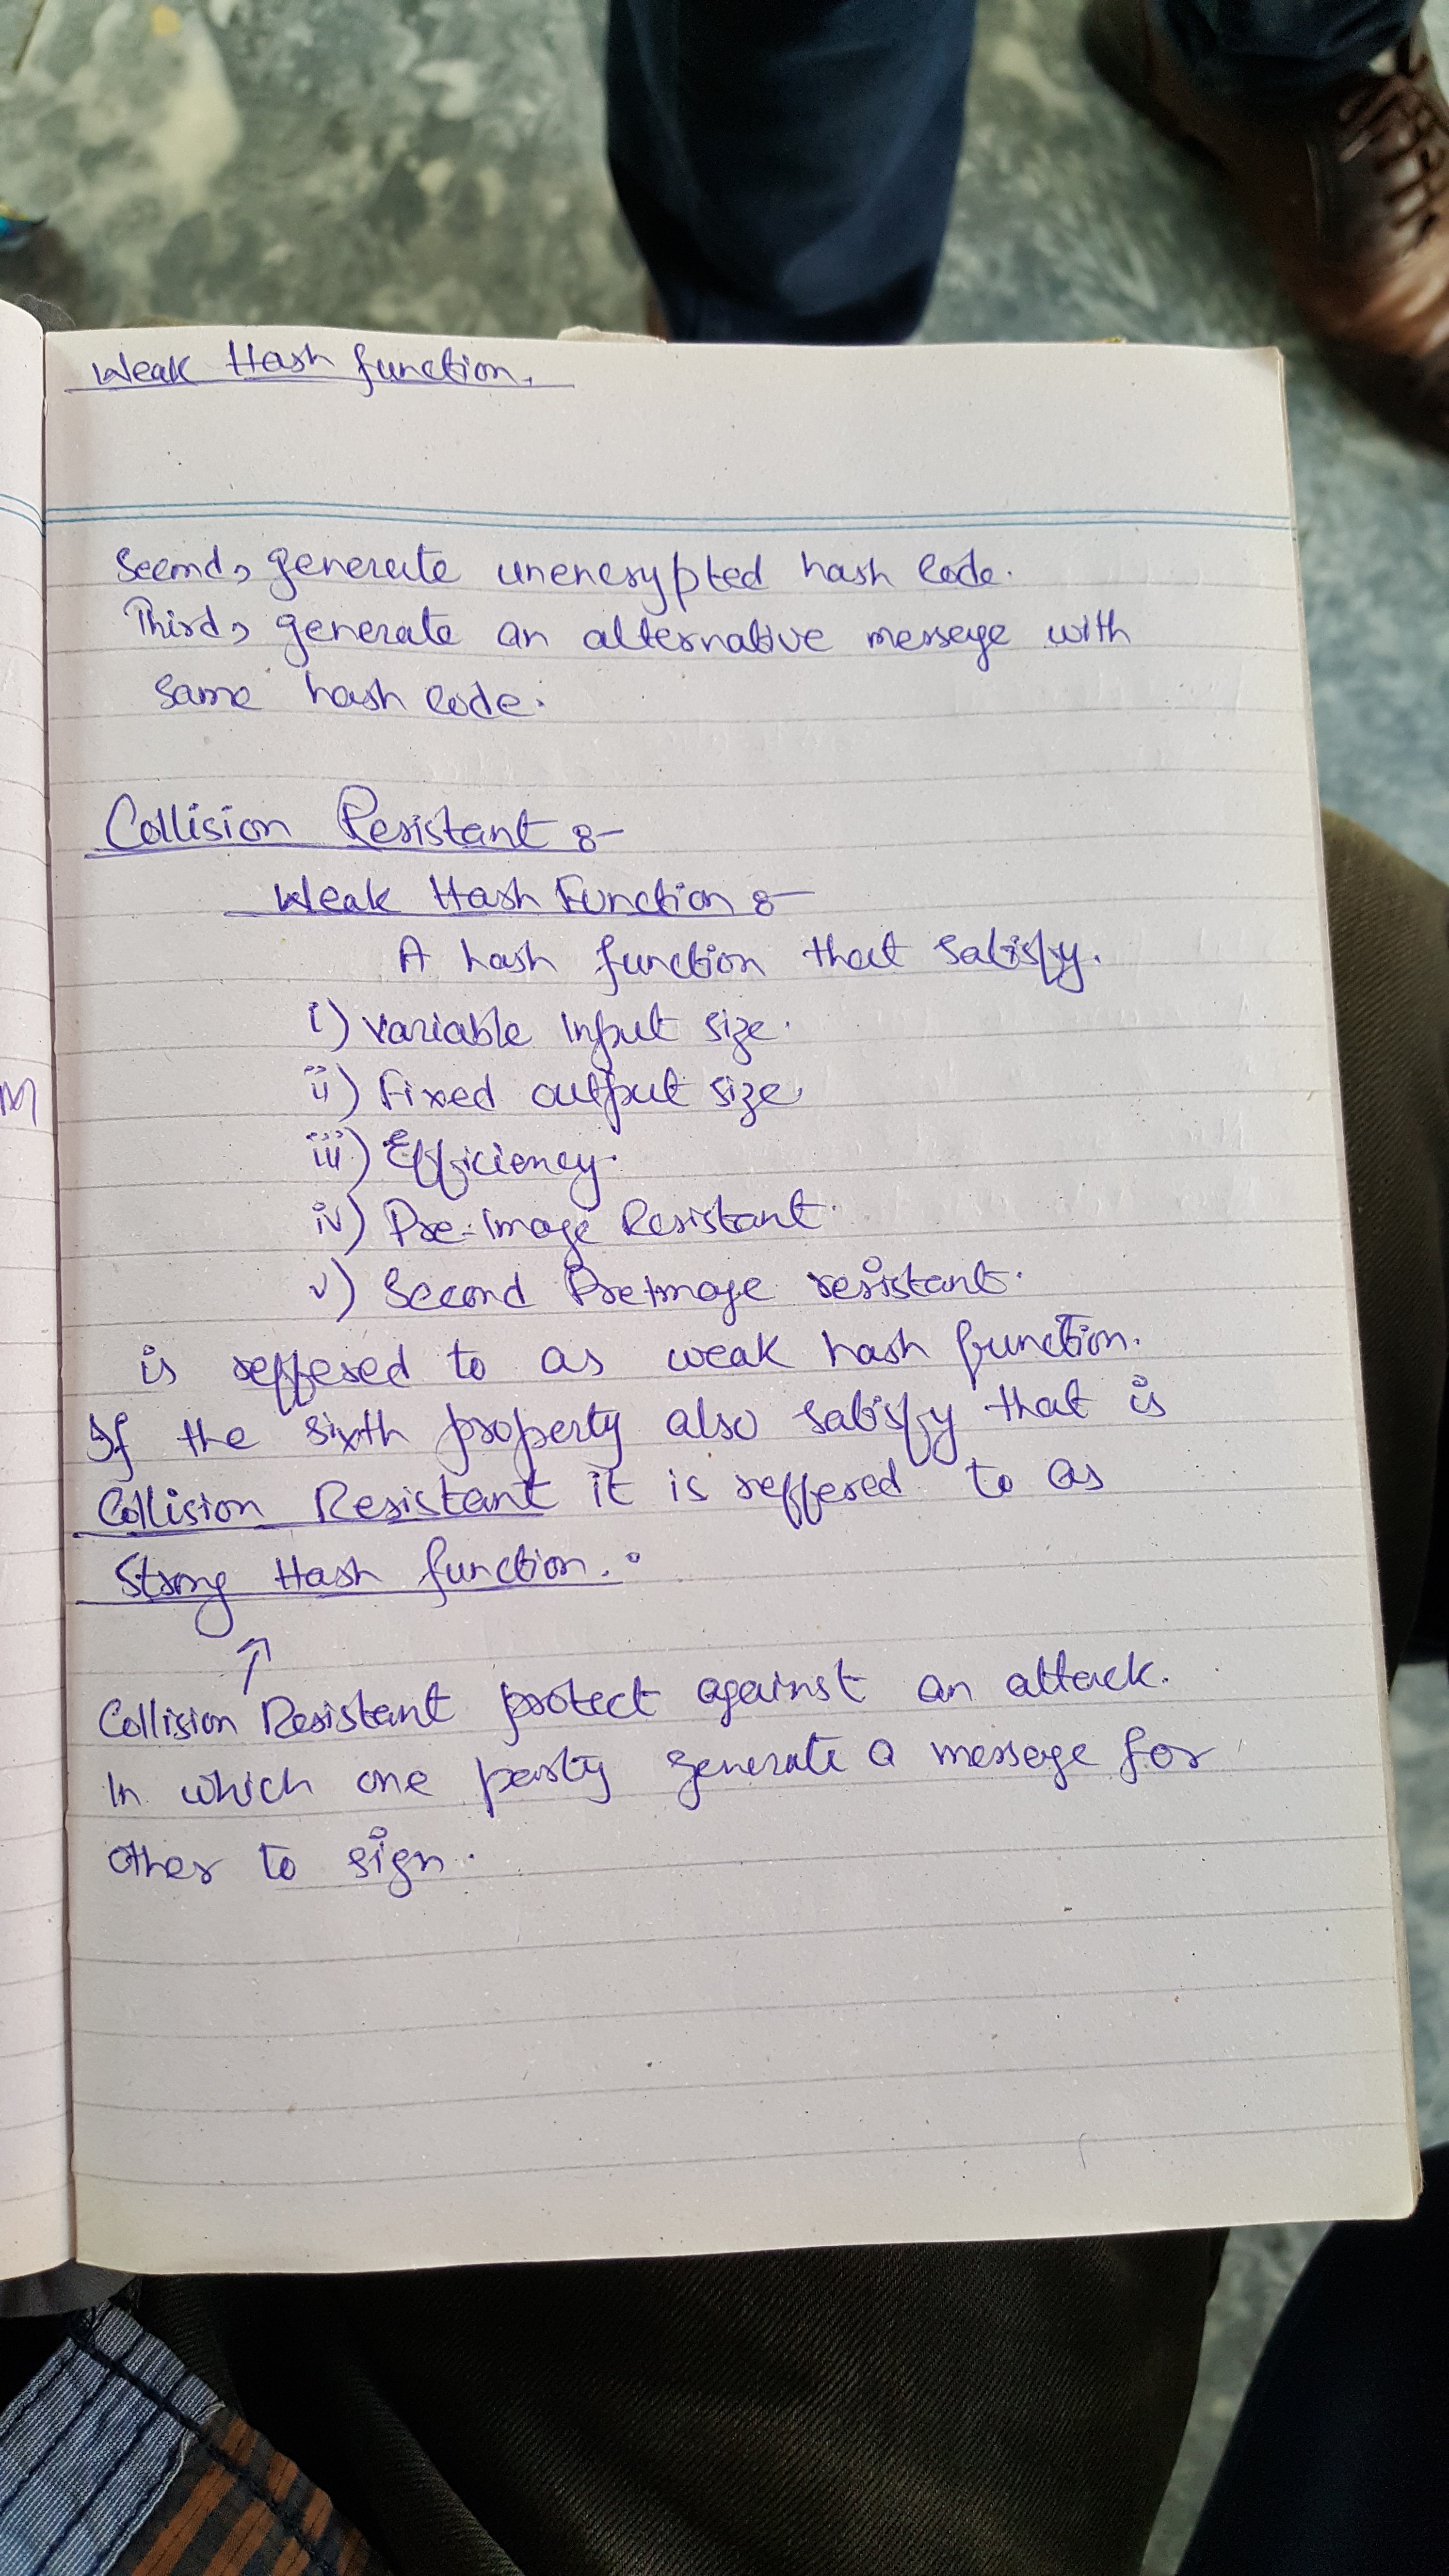 Weak Hash function.
Second, generate unencrypted hash code.
Third, generate an alternative message with
same hash code.
Collision Resistant :-
Weak Hash Function :-
A hash function that satisfy.
i) variable input size.
ii) Fixed output size,
iii) Efficiency.
iv) Pre-Image Resistant.
v) Second PreImage resistant.
is reffered to as weak hash function.
If the sixth property also satisfy that is
Collision Resistant it is reffered to as
Strong Hash function.
↑
Collision Resistant protect against an attack.
In which one party generate a message for
other to sign.
M